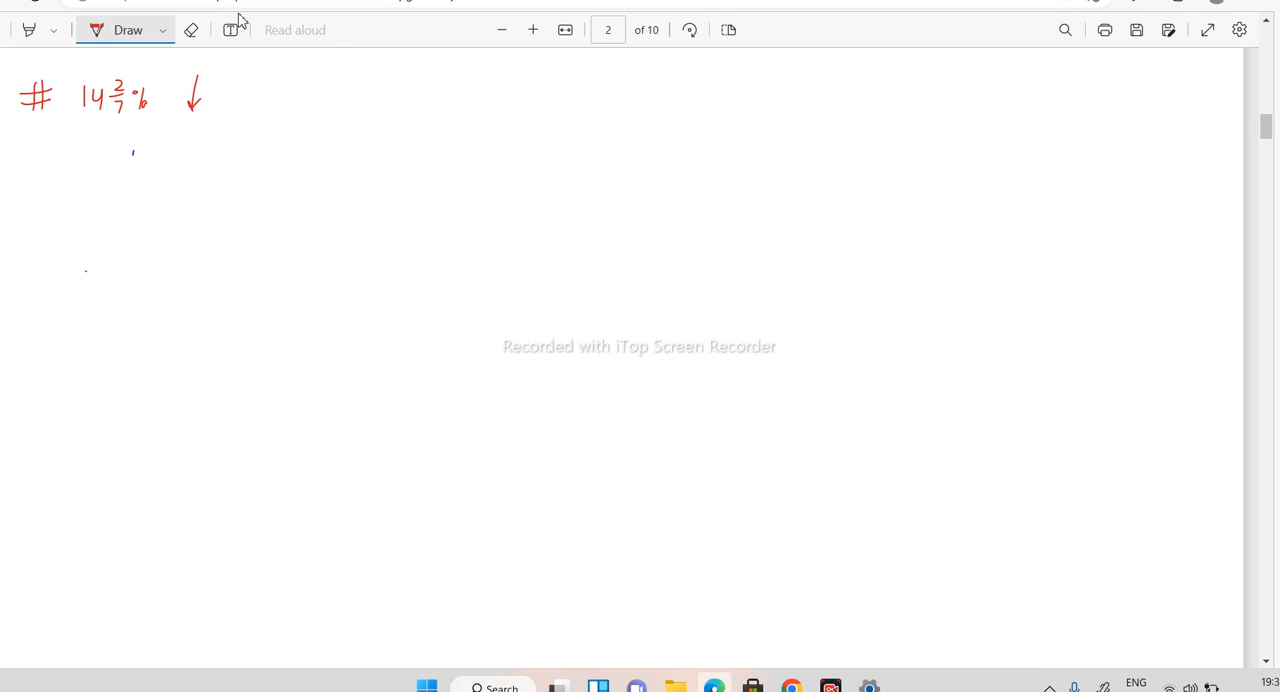 Draw
Read aloud
2 of 10
# 14 2/7 % ↓
Recorded with iTop Screen Recorder
Search
ENG